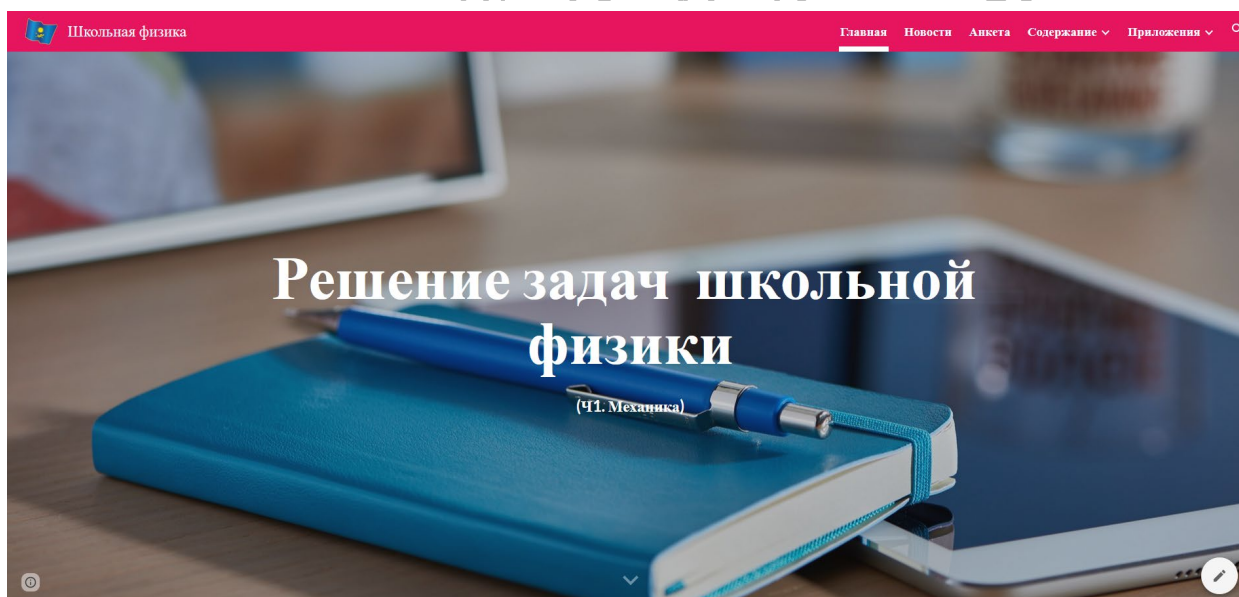 Школьная физика
Главная Новости Анкета Содержание Приложения
Решение задач школьной
физики
(Ч1. Механика)